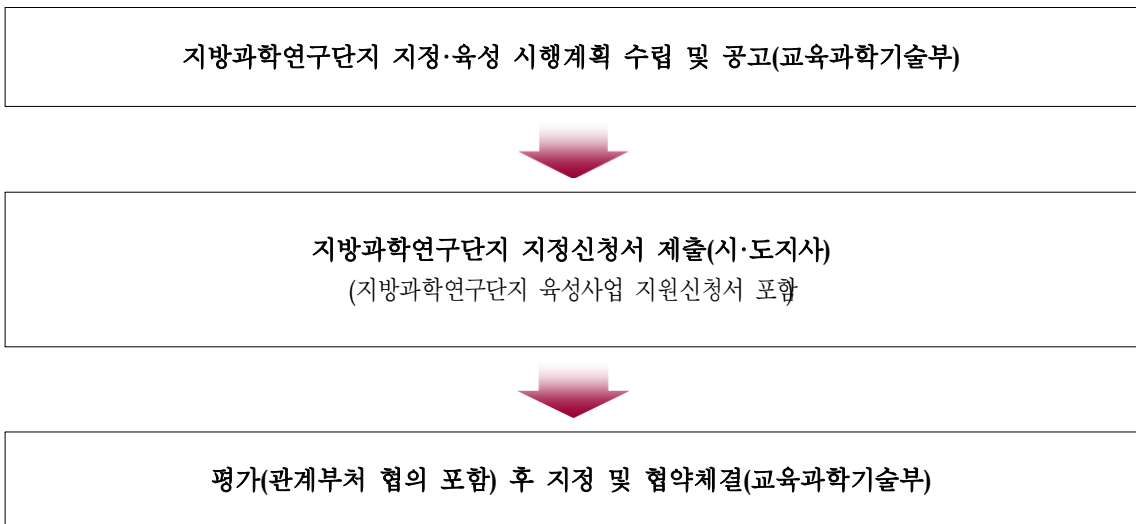 지방과학연구단지 지정·육성 시행계획 수립 및 공고(교육과학기술부)
지방과학연구단지 지정신청서 제출(시·도지사)
(지방과학연구단지 육성사업 지원신청서 포함)
평가(관계부처 협의 포함) 후 지정 및 협약체결(교육과학기술부)